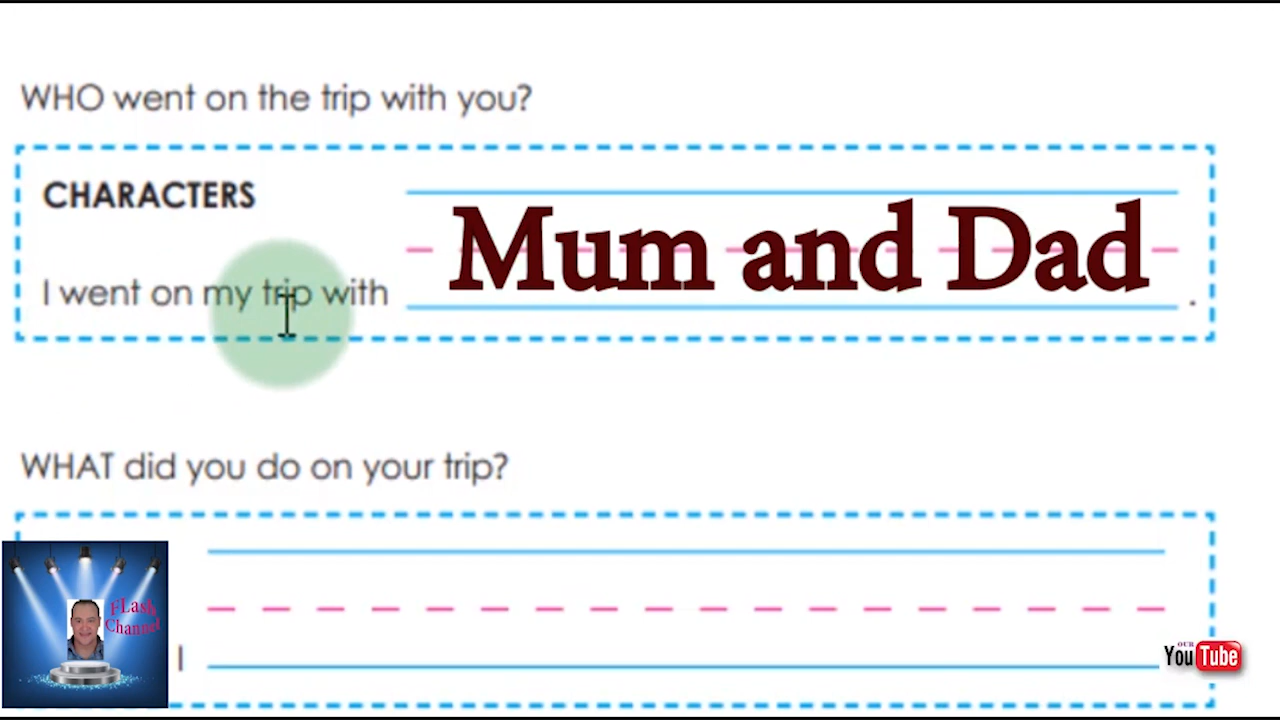 WHO went on the trip with you?
CHARACTERS
Mum and Dad
I went on my trip with .
WHAT did you do on your trip?
I
FLash
Channel
OUR
YouTube